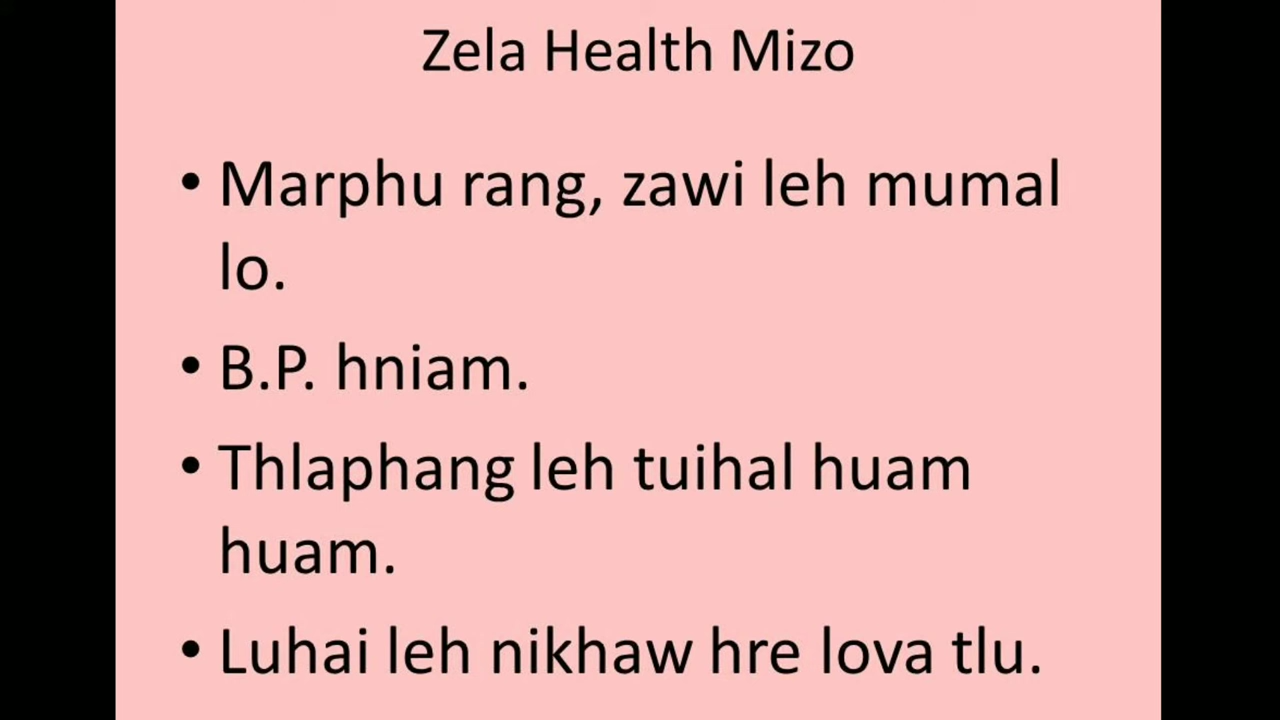 Zela Health Mizo
• Marphu rang, zawi leh mumal
lo.
• B.P. hniam.
• Thlaphang leh tuihal huam
huam.
• Luhai leh nikhaw hre lova tlu.